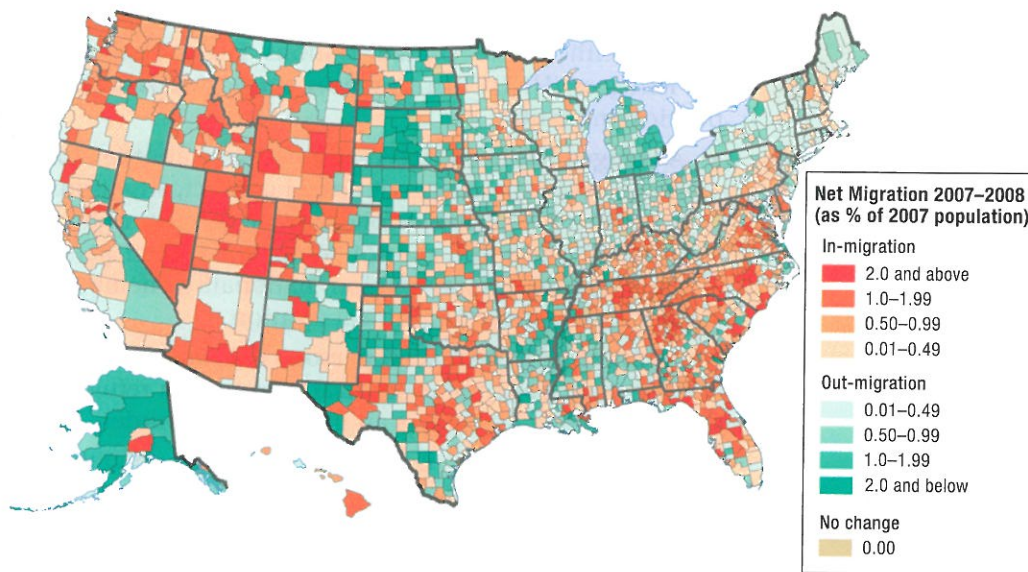 Net Migration 2007–2008
(as % of 2007 population)
In-migration
2.0 and above
1.0–1.99
0.50–0.99
0.01–0.49
Out-migration
0.01–0.49
0.50–0.99
1.0–1.99
2.0 and below
No change
0.00